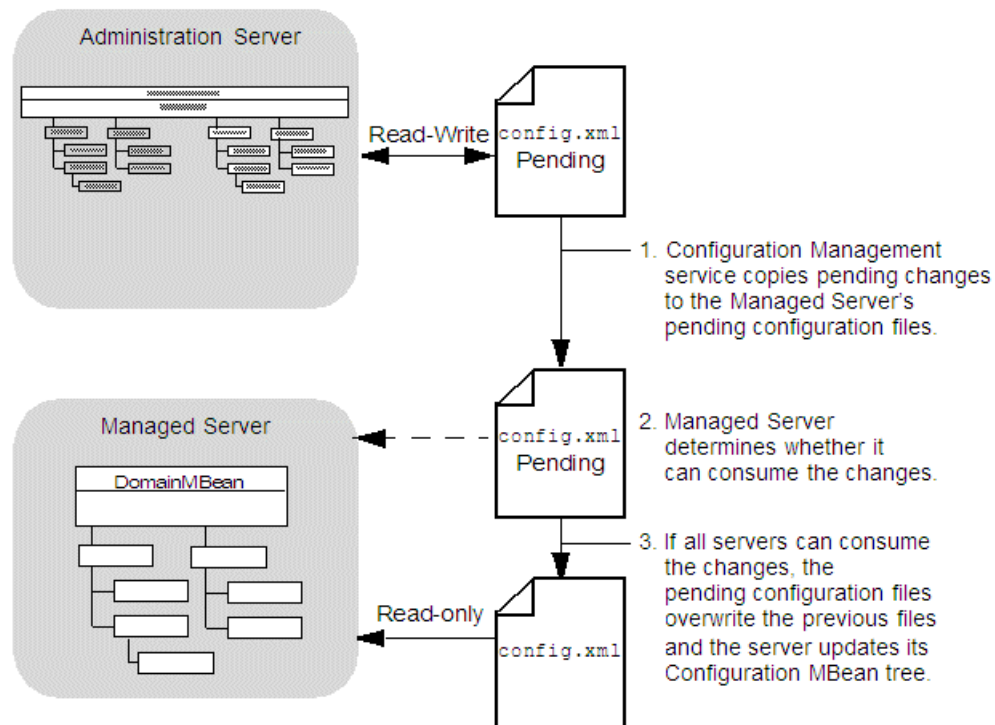 Administration Server
Read-Write
config.xml
Pending
1. Configuration Management
service copies pending changes
to the Managed Server's
pending configuration files.
Managed Server
DomainMBean
config.xml
Pending
2. Managed Server
determines whether it
can consume the changes.
3. If all servers can consume
the changes, the
pending configuration files
overwrite the previous files
and the server updates its
Configuration MBean tree.
Read-only
config.xml